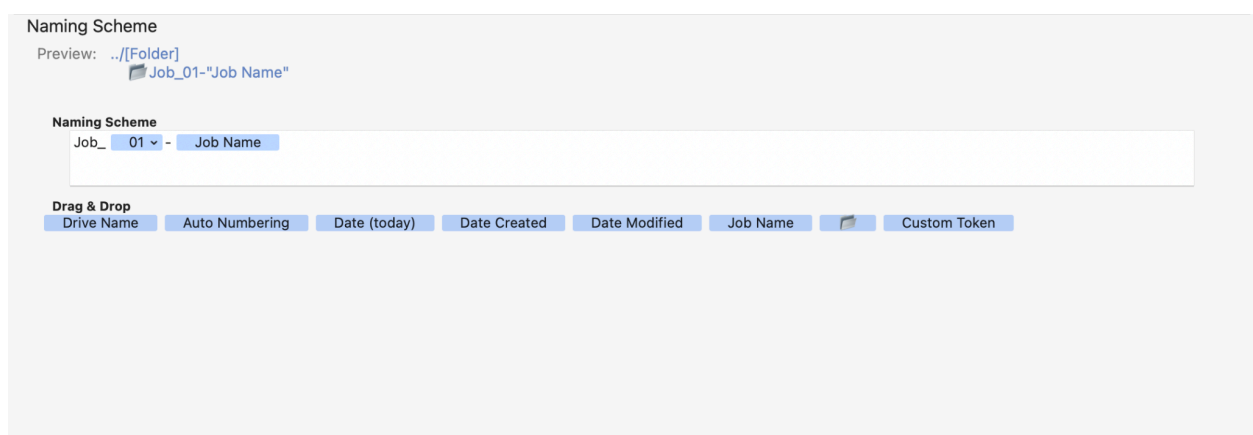 Naming Scheme
Preview: ../[Folder]
Job_01-"Job Name"
Naming Scheme
Job_ 01 - Job Name
Drag & Drop
Drive Name Auto Numbering Date (today) Date Created Date Modified Job Name Custom Token